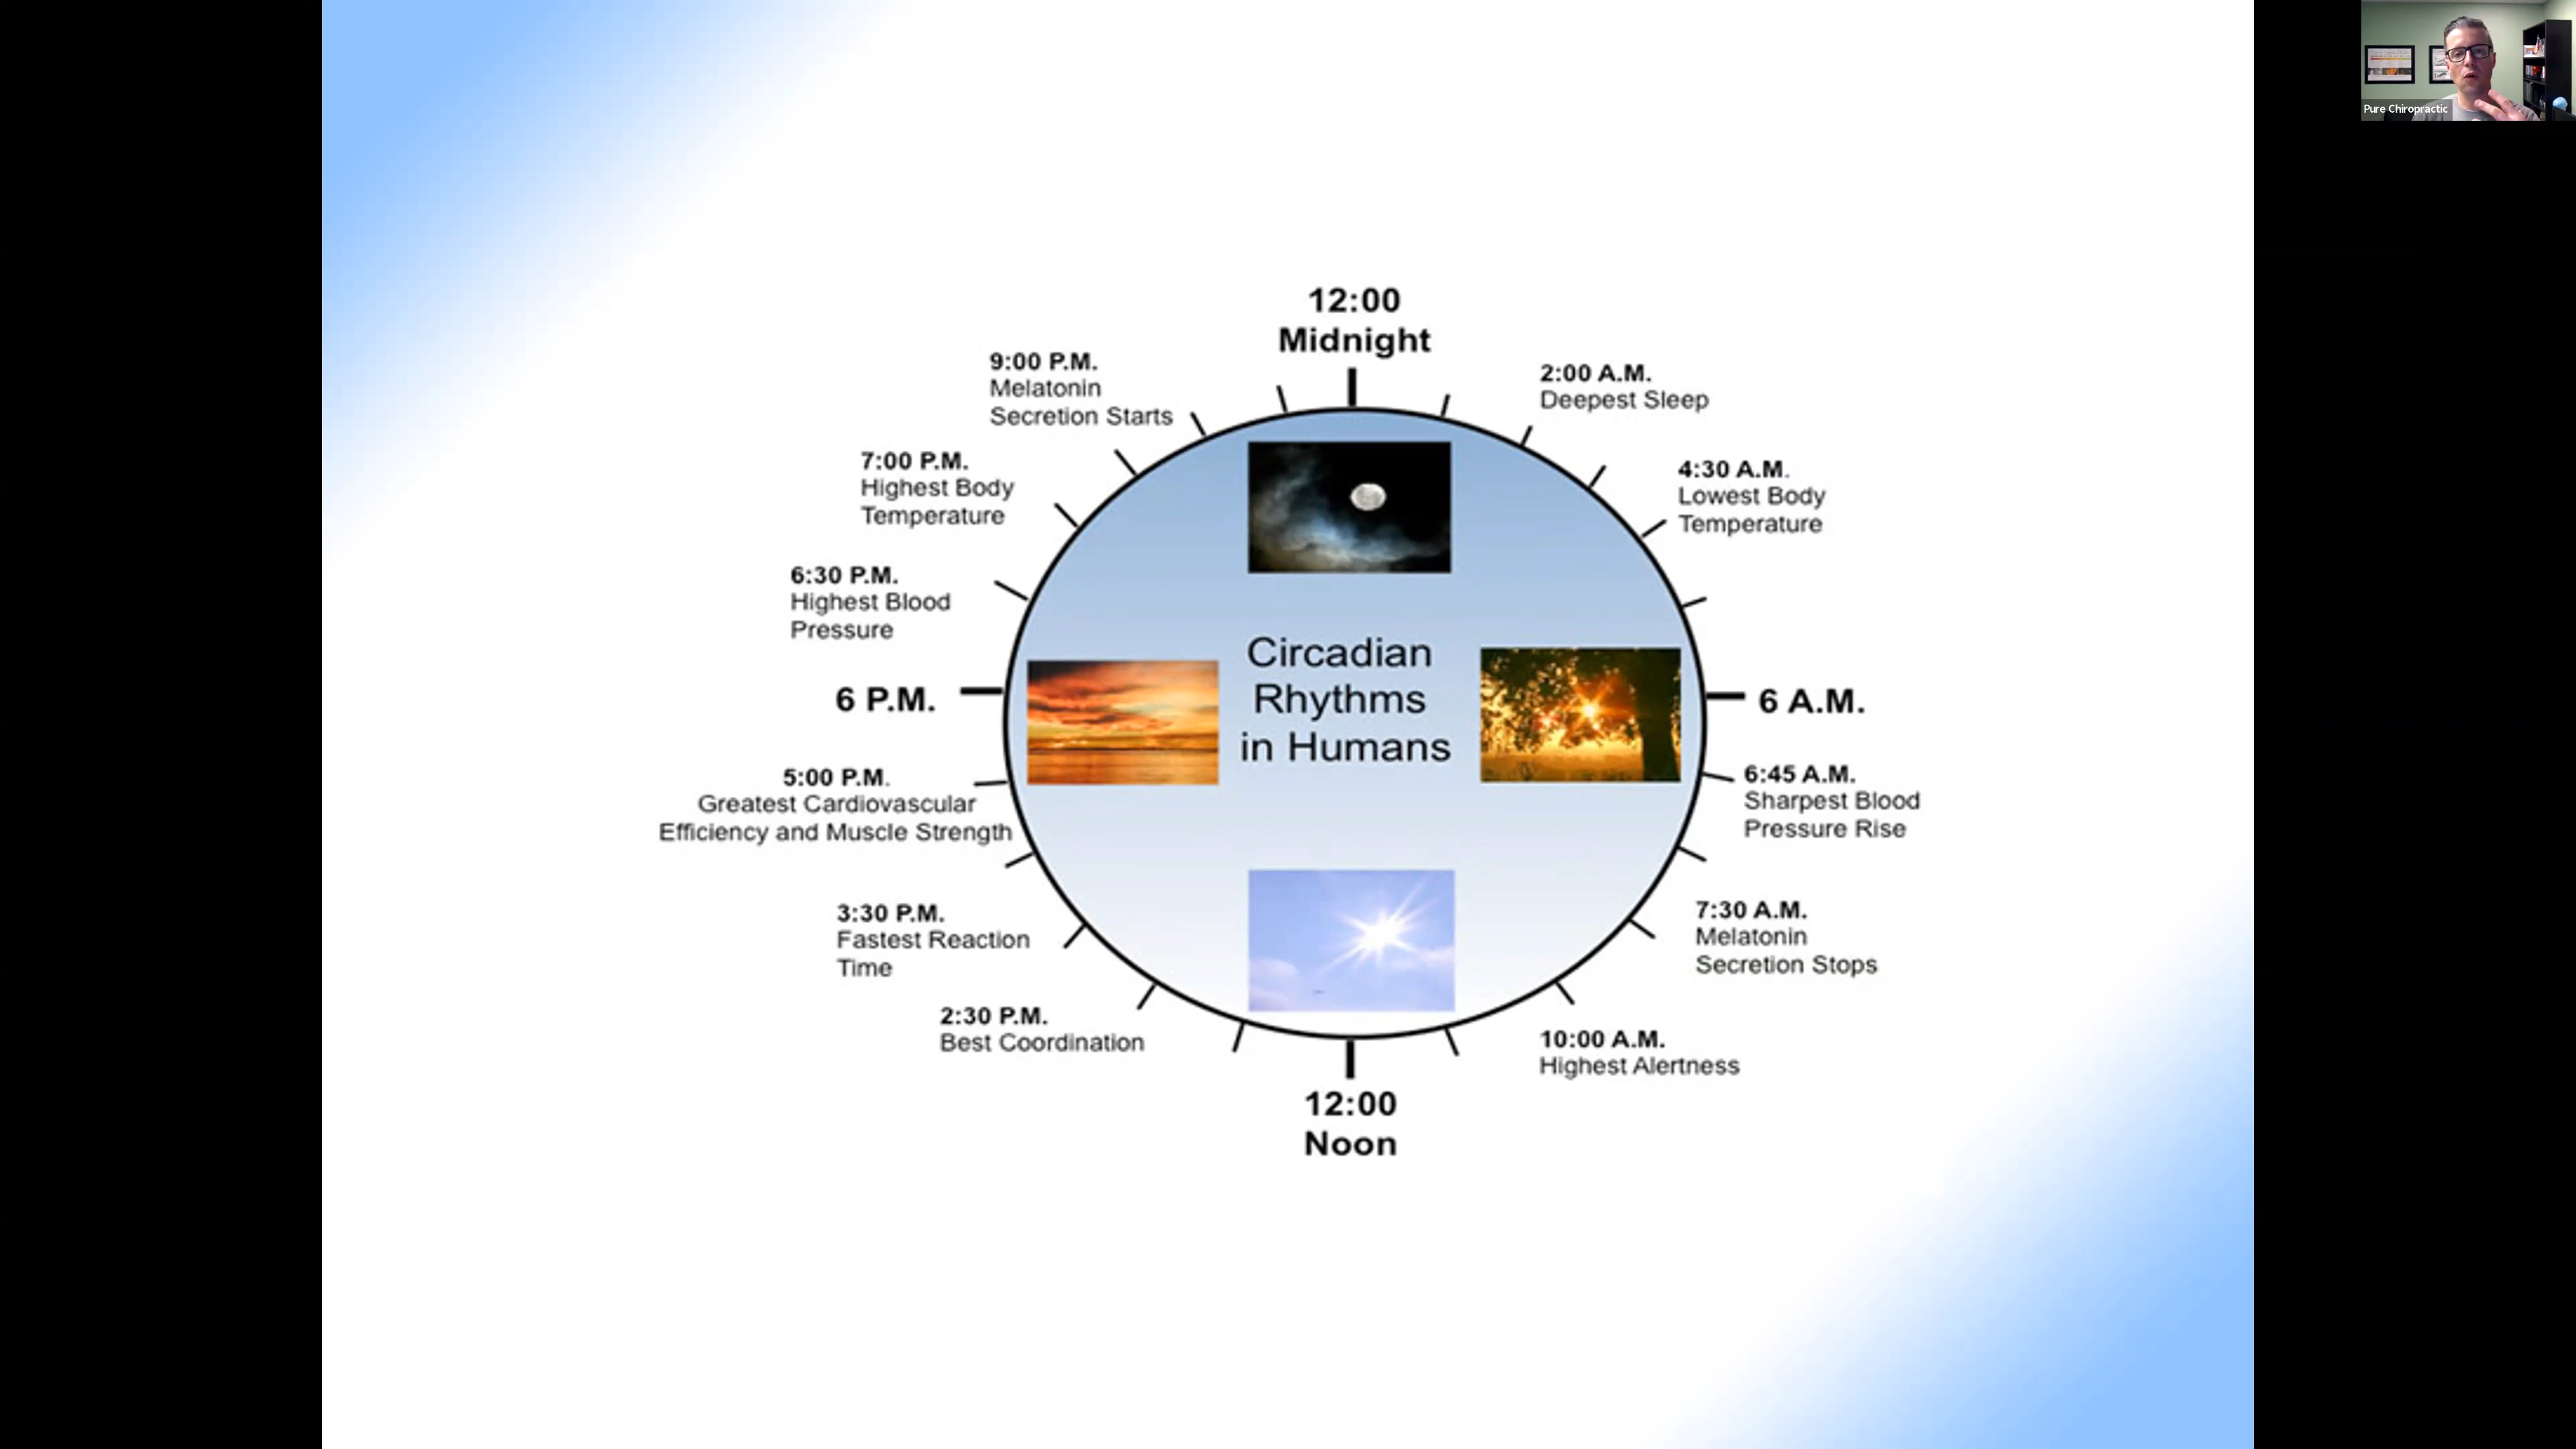 Pure Chiropractic
12:00
Midnight
2:00 A.M.
Deepest Sleep
4:30 A.M.
Lowest Body
Temperature
6 A.M.
6:45 A.M.
Sharpest Blood
Pressure Rise
7:30 A.M.
Melatonin
Secretion Stops
10:00 A.M.
Highest Alertness
12:00
Noon
2:30 P.M.
Best Coordination
3:30 P.M.
Fastest Reaction
Time
5:00 P.M.
Greatest Cardiovascular
Efficiency and Muscle Strength
6 P.M.
6:30 P.M.
Highest Blood
Pressure
7:00 P.M.
Highest Body
Temperature
9:00 P.M.
Melatonin
Secretion Starts
Circadian
Rhythms
in Humans